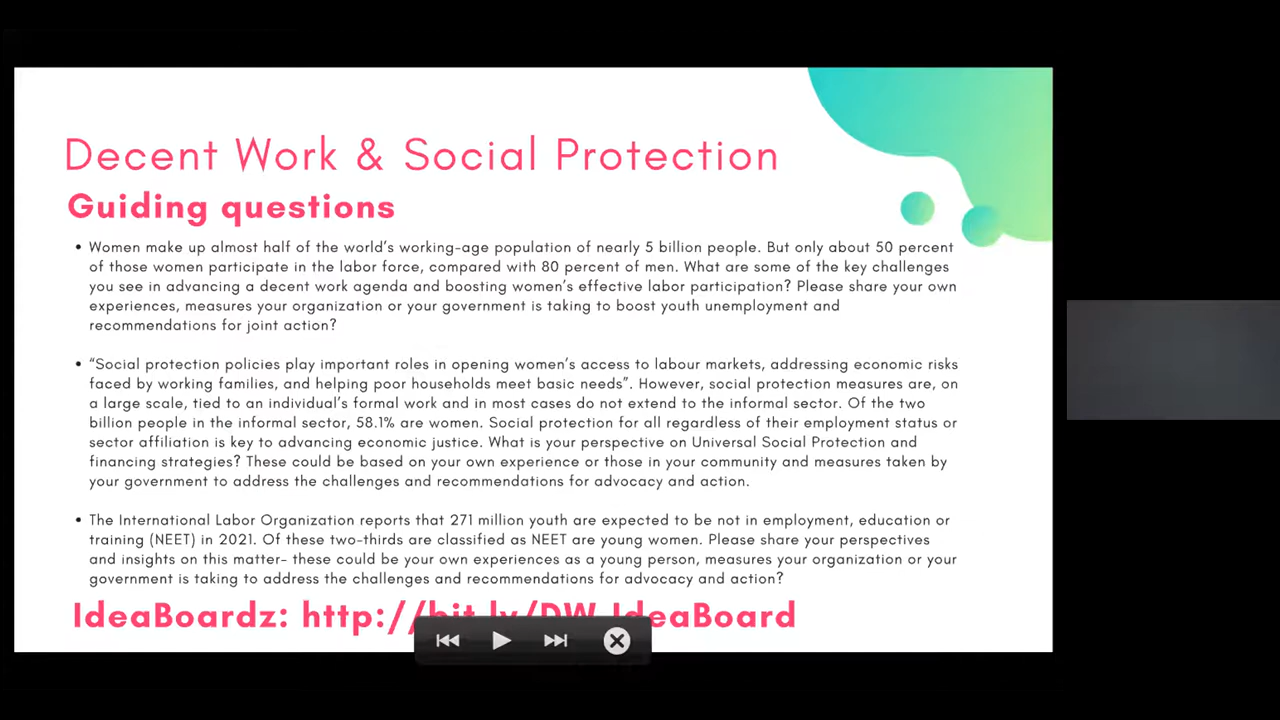 Decent Work & Social Protection
Guiding questions
• Women make up almost half of the world's working-age population of nearly 5 billion people. But only about 50 percent
of those women participate in the labor force, compared with 80 percent of men. What are some of the key challenges
you see in advancing a decent work agenda and boosting women's effective labor participation? Please share your own
experiences, measures your organization or your government is taking to boost youth unemployment and
recommendations for joint action?
• “Social protection policies play important roles in opening women's access to labour markets, addressing economic risks
faced by working families, and helping poor households meet basic needs”. However, social protection measures are, on
a large scale, tied to an individual's formal work and in most cases do not extend to the informal sector. Of the two
billion people in the informal sector, 58.1% are women. Social protection for all regardless of their employment status or
sector affiliation is key to advancing economic justice. What is your perspective on Universal Social Protection and
financing strategies? These could be based on your own experience or those in your community and measures taken by
your government to address the challenges and recommendations for advocacy and action.
• The International Labor Organization reports that 271 million youth are expected to be not in employment, education or
training (NEET) in 2021. Of these two-thirds are classified as NEET are young women. Please share your perspectives
and insights on this matter- these could be your own experiences as a young person, measures your organization or your
government is taking to address the challenges and recommendations for advocacy and action?
IdeaBoardz: http://bit.ly/DW-IdeaBoard